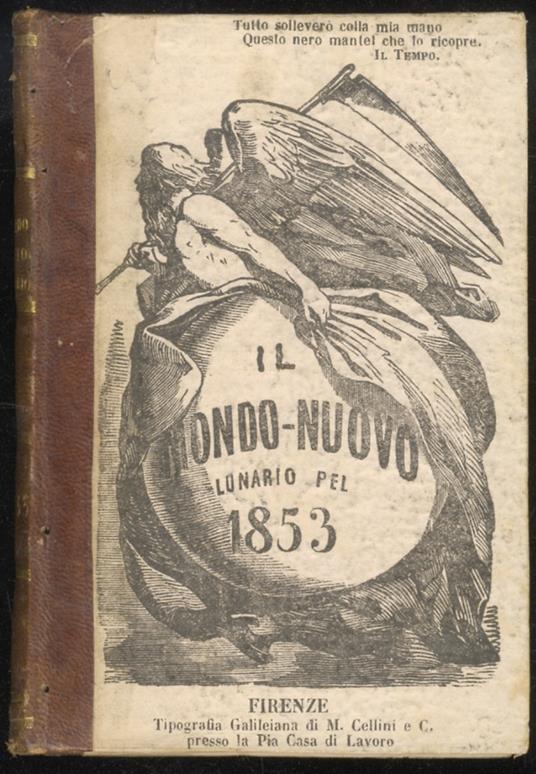 Tutto solleverò colla mia mano
Questo nero mantel che lo ricopre.
IL TEMPO.
IL
MONDO-NUOVO
LUNARIO PEL
1853
FIRENZE
Tipografia Galileiana di M. Cellini e C.
presso la Pia Casa di Lavoro